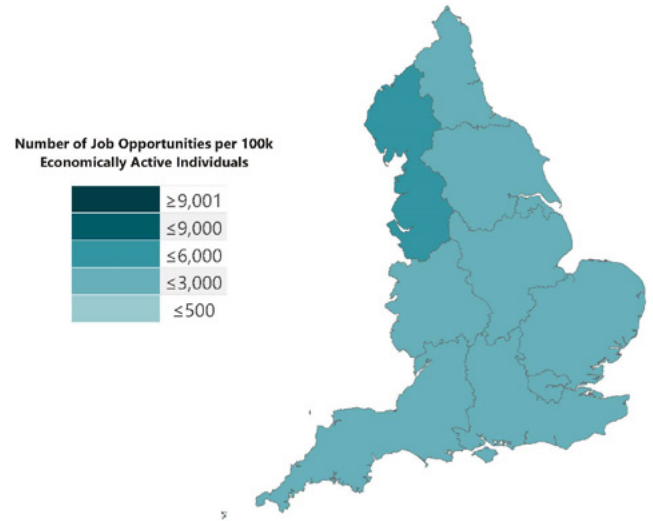 Number of Job Opportunities per 100k
Economically Active Individuals
≥9,001
≤9,000
≤6,000
≤3,000
≤500